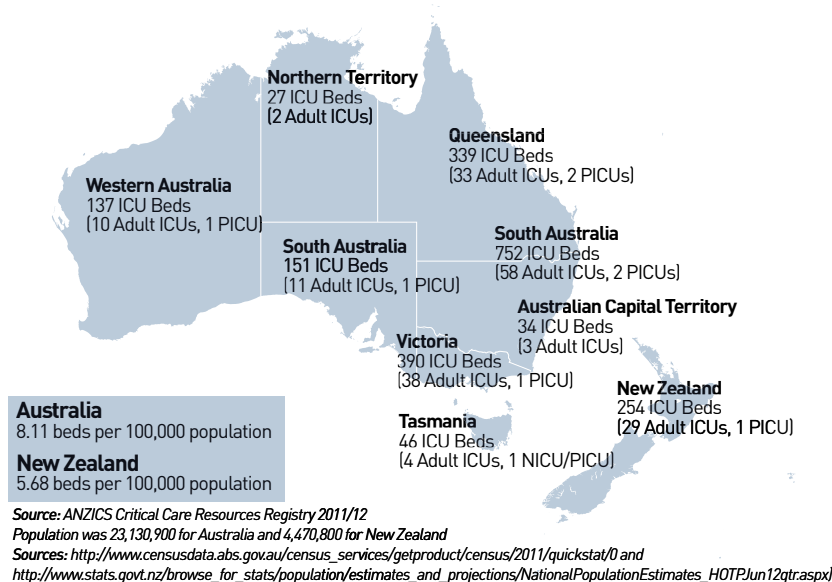 Northern Territory
27 ICU Beds
(2 Adult ICUs)
Queensland
339 ICU Beds
(33 Adult ICUs, 2 PICUs)
Western Australia
137 ICU Beds
(10 Adult ICUs, 1 PICU)
South Australia
151 ICU Beds
(11 Adult ICUs, 1 PICU)
South Australia
752 ICU Beds
(58 Adult ICUs, 2 PICUs)
Australian Capital Territory
34 ICU Beds
(3 Adult ICUs)
Victoria
390 ICU Beds
(38 Adult ICUs, 1 PICU)
New Zealand
254 ICU Beds
(29 Adult ICUs, 1 PICU)
Tasmania
46 ICU Beds
(4 Adult ICUs, 1 NICU/PICU)
Australia
8.11 beds per 100,000 population
New Zealand
5.68 beds per 100,000 population
Source: ANZICS Critical Care Resources Registry 2011/12
Population was 23,130,900 for Australia and 4,470,800 for New Zealand
Sources: http://www.censusdata.abs.gov.au/census_services/getproduct/census/2011/quickstat/0 and
http://www.stats.govt.nz/browse_for_stats/population/estimates_and_projections/NationalPopulationEstimates_HOTPJun12qtr.aspx)